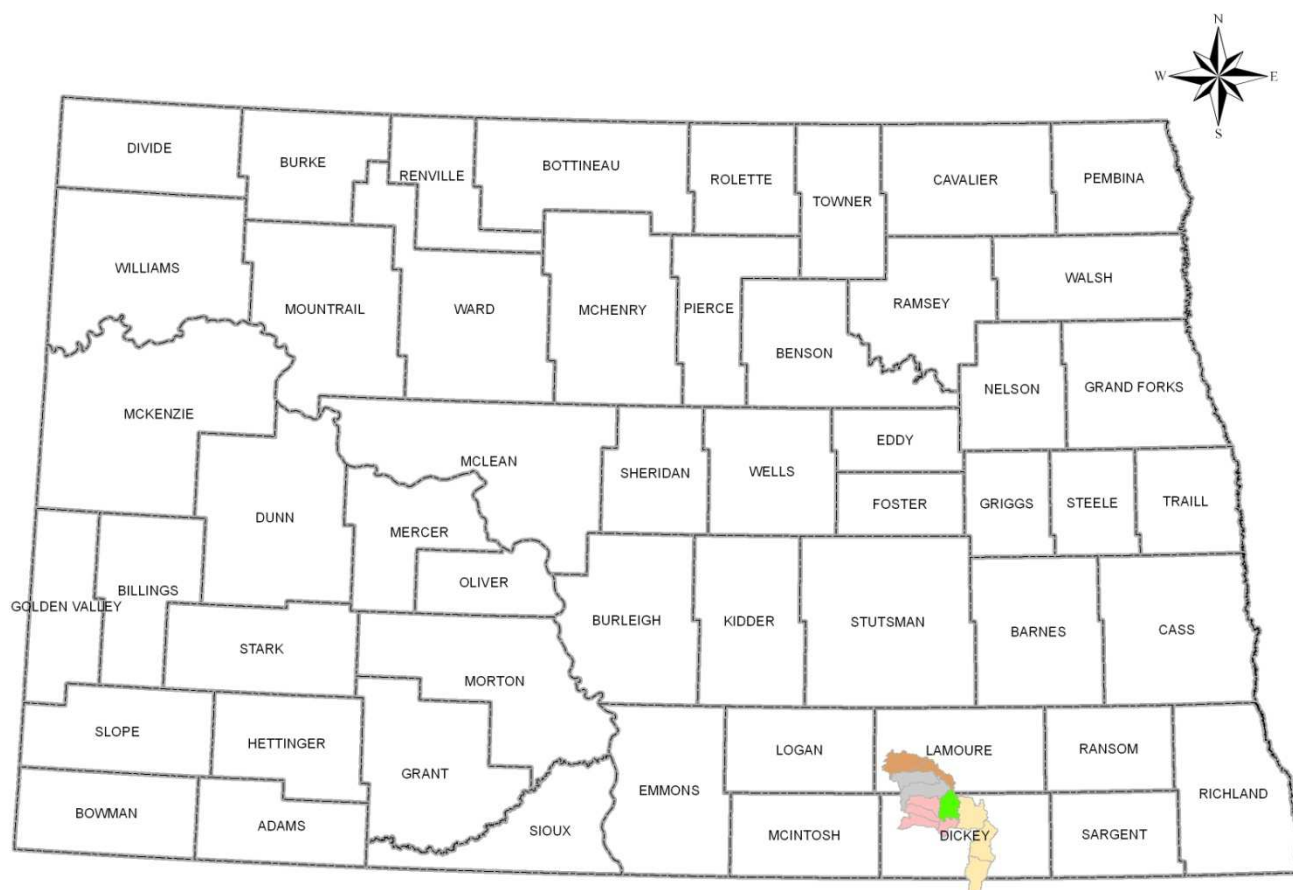 N
W E
S
DIVIDE
BURKE
RENVILLE
BOTTINEAU
ROLETTE
TOWNER
CAVALIER
PEMBINA
WILLIAMS
MOUNTRAIL
WARD
MCHENRY
PIERCE
BENSON
RAMSEY
WALSH
NELSON
GRAND FORKS
MCKENZIE
DUNN
MCLEAN
MERCER
OLIVER
SHERIDAN
WELLS
EDDY
FOSTER
GRIGGS
STEELE
TRAILL
GOLDEN VALLEY
BILLINGS
STARK
MORTON
BURLEIGH
KIDDER
STUTSMAN
BARNES
CASS
SLOPE
HETTINGER
GRANT
BOWMAN
ADAMS
SIOUX
EMMONS
LOGAN
LAMOURE
RANSOM
RICHLAND
MCINTOSH
DICKEY
SARGENT